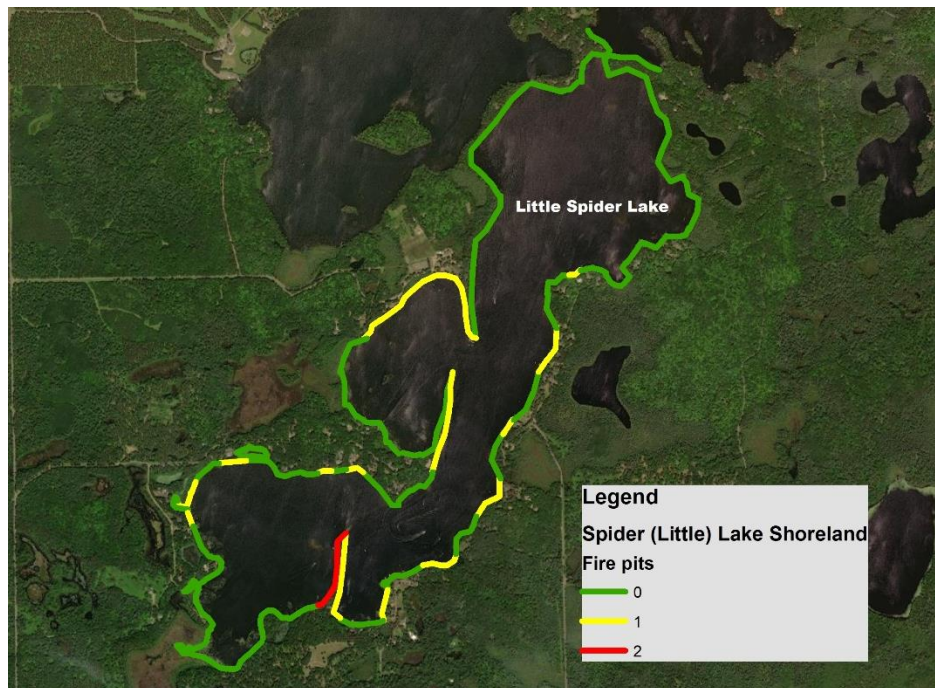 Little Spider Lake
Legend
Spider (Little) Lake Shoreland
Fire pits
0
1
2